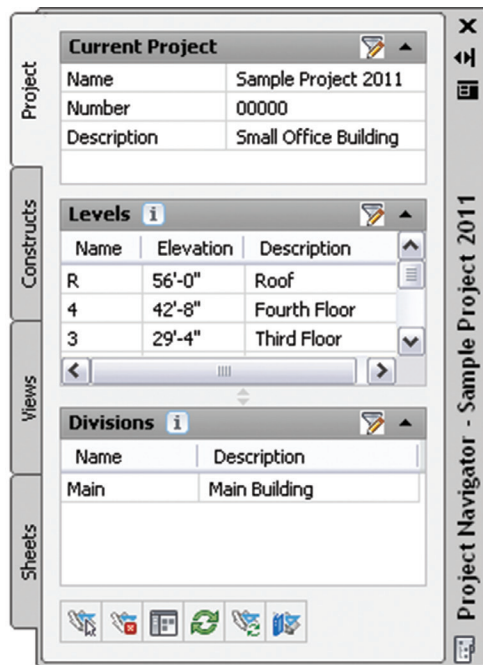 Project
Constructs
Views
Sheets
Current Project
Name Sample Project 2011
Number 00000
Description Small Office Building
Levels i
Name Elevation Description
R 56'-0" Roof
4 42'-8" Fourth Floor
3 29'-4" Third Floor
Divisions i
Name Description
Main Main Building
Project Navigator - Sample Project 2011